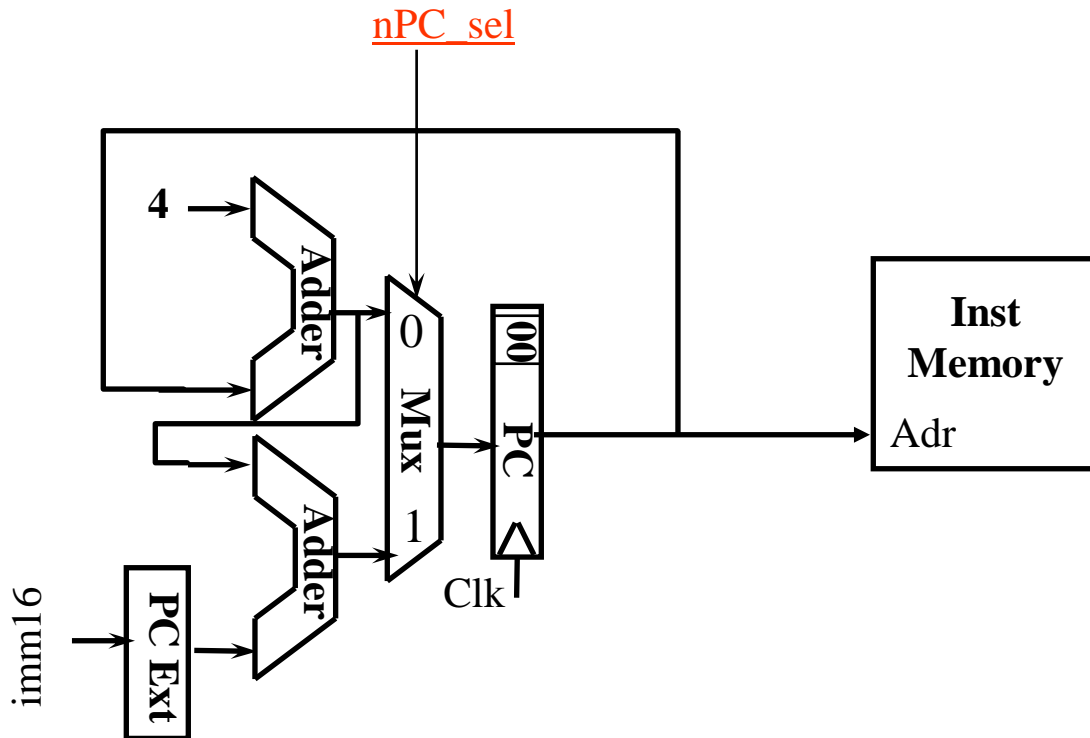 nPC_sel
4
Adder
0
Mux
1
00
PC
Clk
Inst
Memory
Adr
Adder
imm16
PC Ext